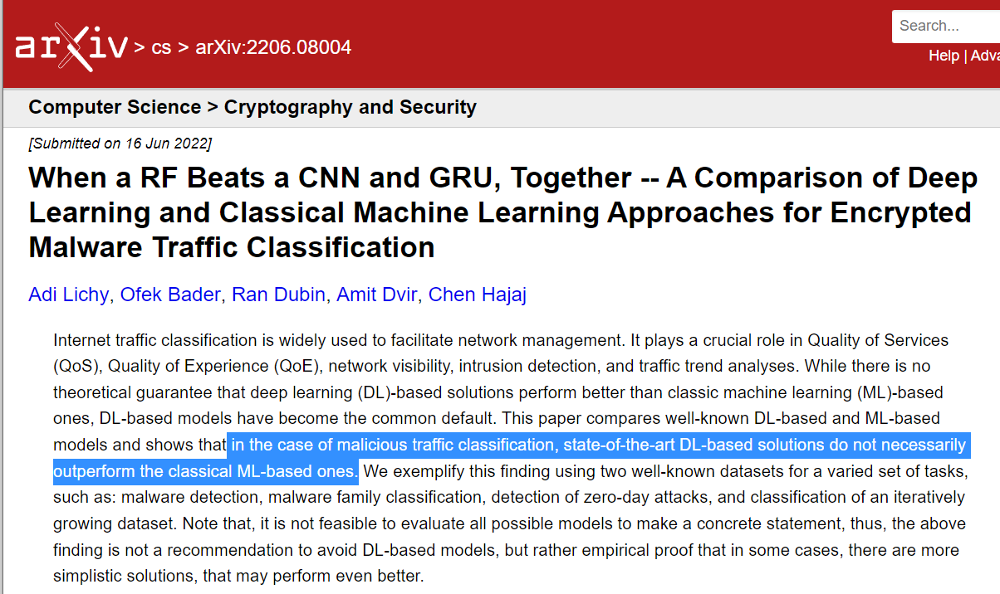 arXiv > cs > arXiv:2206.08004
Search...
Help | Adva
Computer Science > Cryptography and Security
[Submitted on 16 Jun 2022]
When a RF Beats a CNN and GRU, Together -- A Comparison of Deep
Learning and Classical Machine Learning Approaches for Encrypted
Malware Traffic Classification
Adi Lichy, Ofek Bader, Ran Dubin, Amit Dvir, Chen Hajaj
Internet traffic classification is widely used to facilitate network management. It plays a crucial role in Quality of Services
(QoS), Quality of Experience (QoE), network visibility, intrusion detection, and traffic trend analyses. While there is no
theoretical guarantee that deep learning (DL)-based solutions perform better than classic machine learning (ML)-based
ones, DL-based models have become the common default. This paper compares well-known DL-based and ML-based
models and shows that in the case of malicious traffic classification, state-of-the-art DL-based solutions do not necessarily
outperform the classical ML-based ones. We exemplify this finding using two well-known datasets for a varied set of tasks,
such as: malware detection, malware family classification, detection of zero-day attacks, and classification of an iteratively
growing dataset. Note that, it is not feasible to evaluate all possible models to make a concrete statement, thus, the above
finding is not a recommendation to avoid DL-based models, but rather empirical proof that in some cases, there are more
simplistic solutions, that may perform even better.